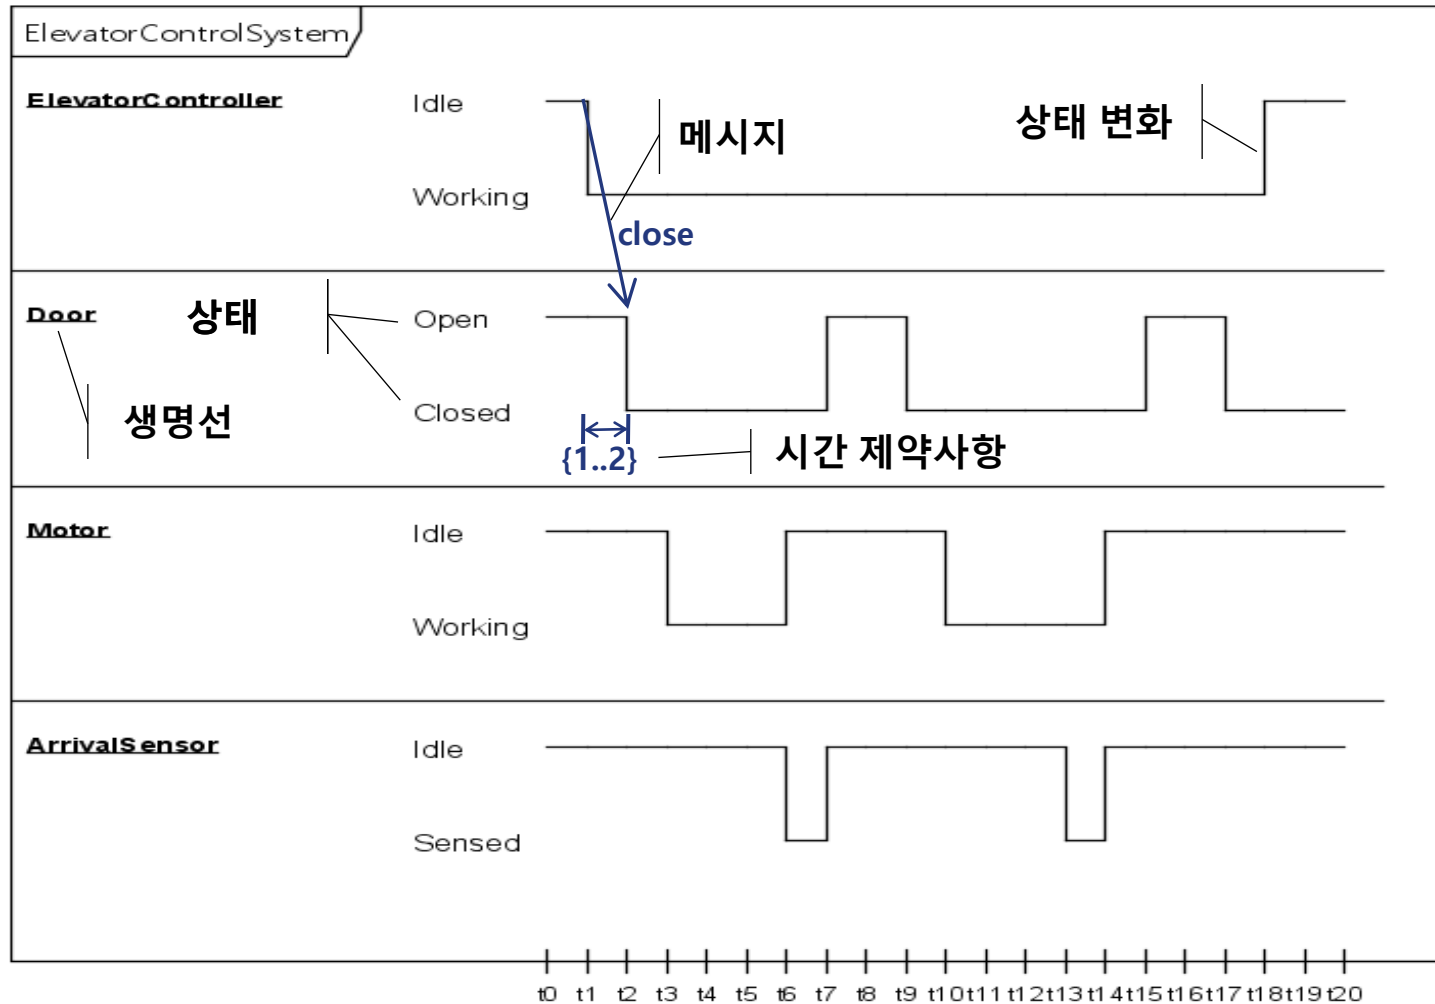 ElevatorControlSystem
ElevatorController
Idle
메시지
상태 변화
Working
close
Door
상태
Open
생명선
Closed
{1..2}
시간 제약사항
Motor
Idle
Working
ArrivalSensor
Idle
Sensed
t0 t1 t2 t3 t4 t5 t6 t7 t8 t9 t10 t11 t12 t13 t14 t15 t16 t17 t18 t19 t20